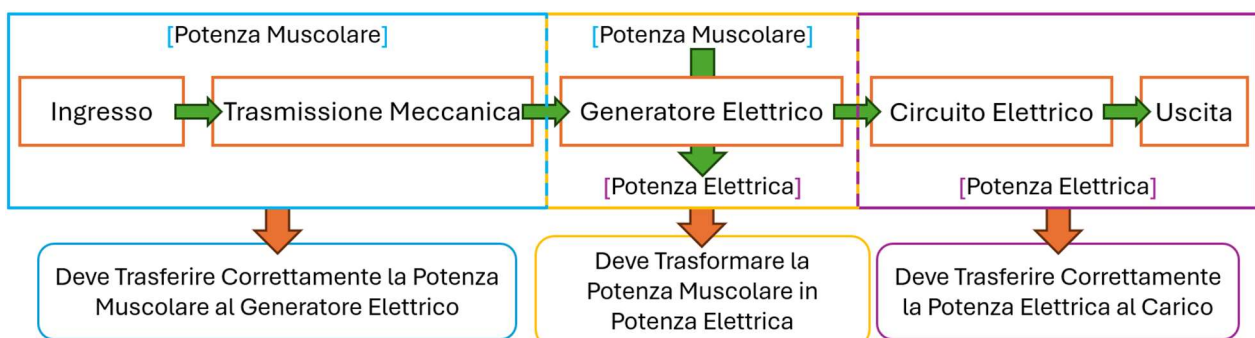 [Potenza Muscolare]
[Potenza Muscolare]
Ingresso
Trasmissione Meccanica
Generatore Elettrico
Circuito Elettrico
Uscita
[Potenza Elettrica]
[Potenza Elettrica]
Deve Trasferire Correttamente la Potenza
Muscolare al Generatore Elettrico
Deve Trasformare la
Potenza Muscolare in
Potenza Elettrica
Deve Trasferire Correttamente
la Potenza Elettrica al Carico